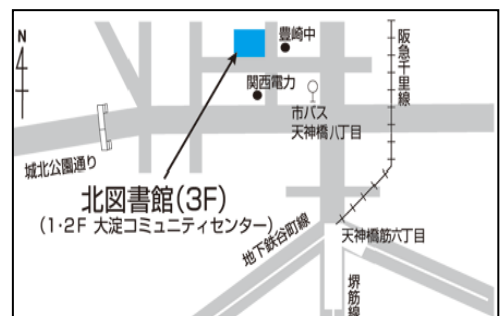 N
豊崎中
関西電力
市バス
天神橋八丁目
阪急千里線
城北公園通り
北図書館(3F)
(1・2F 大淀コミュニティセンター)
地下鉄谷町線
天神橋筋六丁目
堺筋線